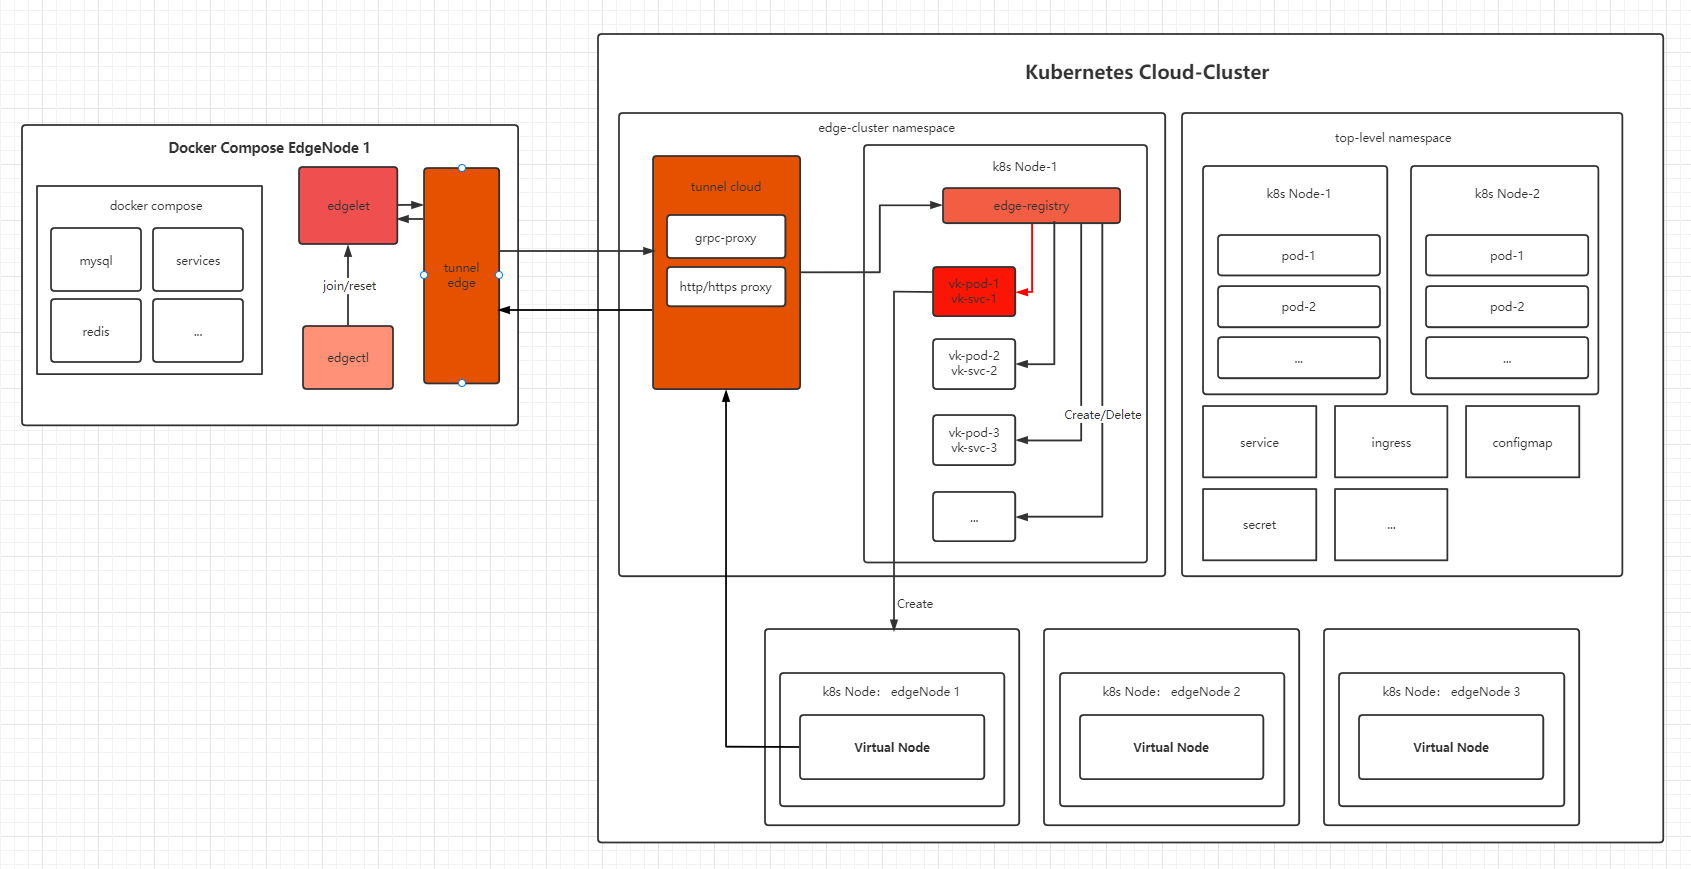 Kubernetes Cloud-Cluster
Docker Compose EdgeNode 1
docker compose
mysql
services
redis
...
edgelet
join/reset
edgectl
tunnel
edge
edge-cluster namespace
tunnel cloud
grpc-proxy
http/https proxy
k8s Node-1
edge-registry
vk-pod-1
vk-svc-1
vk-pod-2
vk-svc-2
Create/Delete
vk-pod-3
vk-svc-3
...
top-level namespace
k8s Node-1
pod-1
pod-2
...
k8s Node-2
pod-1
pod-2
...
service
ingress
configmap
secret
...
Create
k8s Node： edgeNode 1
Virtual Node
k8s Node： edgeNode 2
Virtual Node
k8s Node： edgeNode 3
Virtual Node